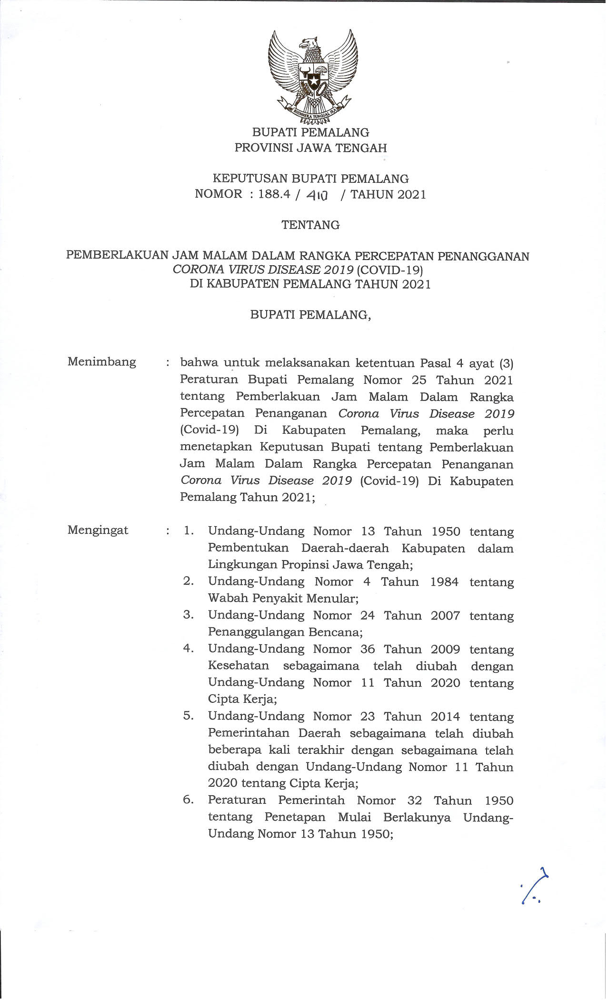 BHINNEKA TUNGGAL IKA
BUPATI PEMALANG
PROVINSI JAWA TENGAH
KEPUTUSAN BUPATI PEMALANG
NOMOR : 188.4 / 410 / TAHUN 2021
TENTANG
PEMBERLAKUAN JAM MALAM DALAM RANGKA PERCEPATAN PENANGGANAN
CORONA VIRUS DISEASE 2019 (COVID-19)
DI KABUPATEN PEMALANG TAHUN 2021
BUPATI PEMALANG,
Menimbang : bahwa untuk melaksanakan ketentuan Pasal 4 ayat (3)
Peraturan Bupati Pemalang Nomor 25 Tahun 2021
tentang Pemberlakuan Jam Malam Dalam Rangka
Percepatan Penanganan Corona Virus Disease 2019
(Covid-19) Di Kabupaten Pemalang, maka perlu
menetapkan Keputusan Bupati tentang Pemberlakuan
Jam Malam Dalam Rangka Percepatan Penanganan
Corona Virus Disease 2019 (Covid-19) Di Kabupaten
Pemalang Tahun 2021;
Mengingat : 1. Undang-Undang Nomor 13 Tahun 1950 tentang
Pembentukan Daerah-daerah Kabupaten dalam
Lingkungan Propinsi Jawa Tengah;
2. Undang-Undang Nomor 4 Tahun 1984 tentang
Wabah Penyakit Menular;
3. Undang-Undang Nomor 24 Tahun 2007 tentang
Penanggulangan Bencana;
4. Undang-Undang Nomor 36 Tahun 2009 tentang
Kesehatan sebagaimana telah diubah dengan
Undang-Undang Nomor 11 Tahun 2020 tentang
Cipta Kerja;
5. Undang-Undang Nomor 23 Tahun 2014 tentang
Pemerintahan Daerah sebagaimana telah diubah
beberapa kali terakhir dengan sebagaimana telah
diubah dengan Undang-Undang Nomor 11 Tahun
2020 tentang Cipta Kerja;
6. Peraturan Pemerintah Nomor 32 Tahun 1950
tentang Penetapan Mulai Berlakunya Undang-
Undang Nomor 13 Tahun 1950;